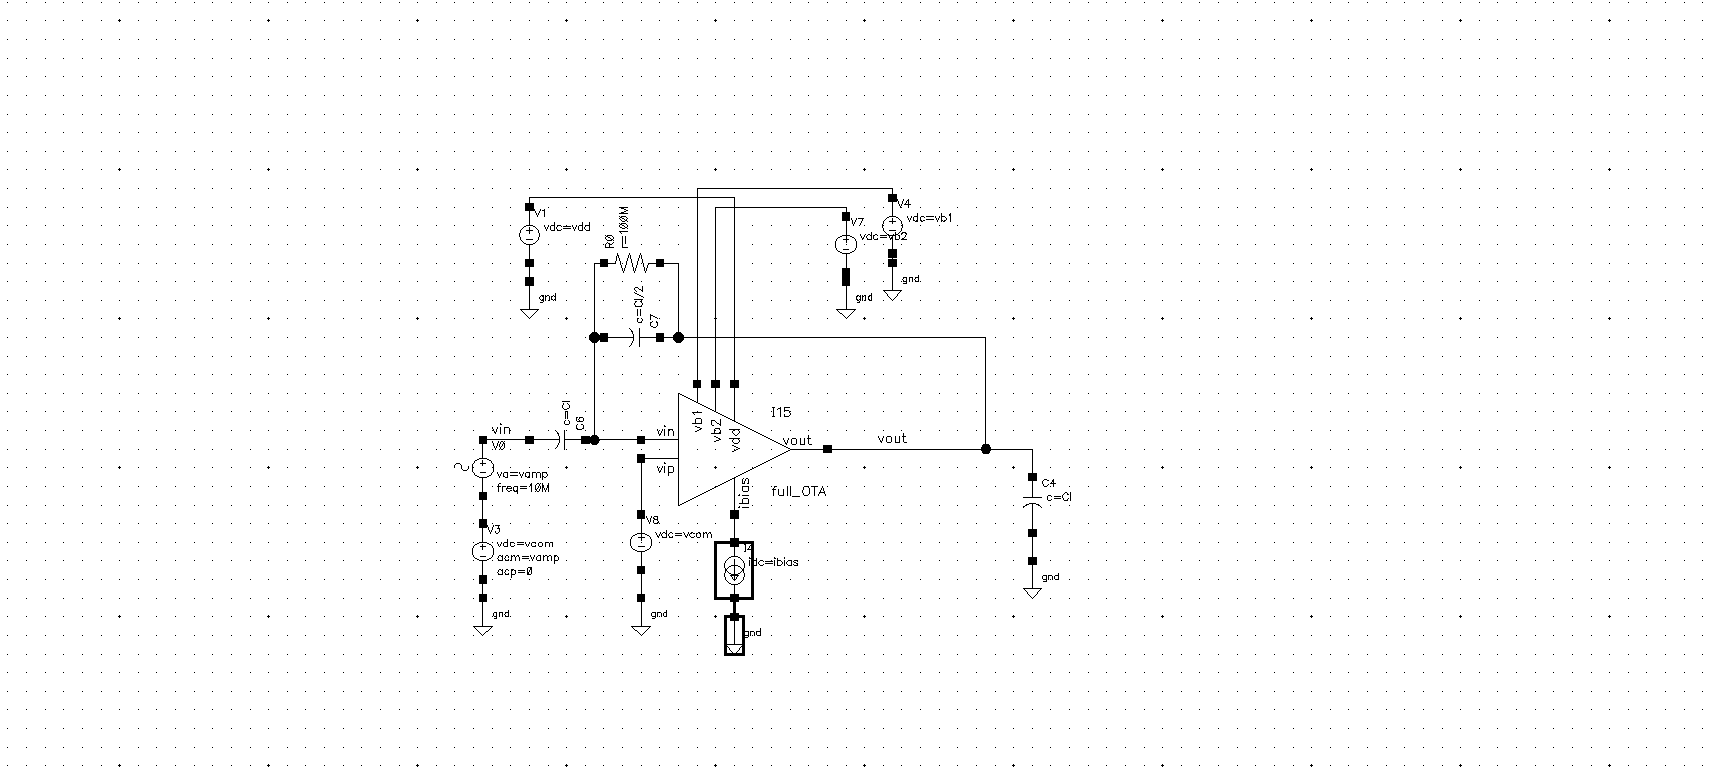 V1
vdc=vdd
gnd
R0
r=100M
c=Cl/2
C7
V4
vdc=vb1
gnd
V7
vdc=vb2
gnd
vin
V0
va=vamp
freq=10M
c=Cl
C6
V3
vdc=vcom
acm=vamp
acp=0
gnd
vin
vip
vb1
vb2
vdd
I15
vout
ibias
full_OTA
vout
V8
vdc=vcom
gnd
idc=ibias
gnd
C4
c=Cl
gnd